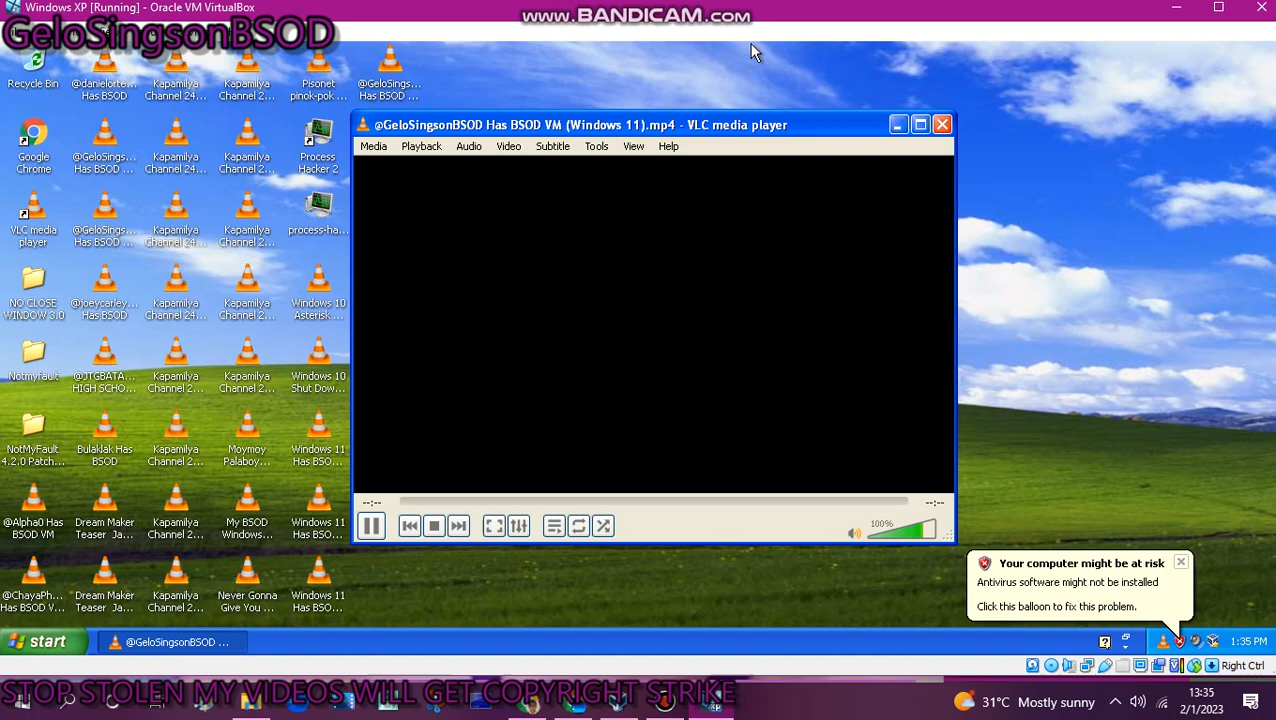 Windows XP [Running] - Oracle VM VirtualBox
www.BANDICAM.com
GeloSingsonBSOD
Recycle Bin
@danielorte...
Has BSOD
Kapamilya
Channel 24...
Kapamilya
Channel 2...
Pisonet
pinok-pok ...
@GeloSings...
Has BSOD ...
Google
Chrome
@GeloSings...
Has BSOD ...
Kapamilya
Channel 24...
Kapamilya
Channel 2...
Process
Hacker 2
VLC media
player
@GeloSings...
Has BSOD ...
Kapamilya
Channel 24...
Kapamilya
Channel 2...
process-ha...
NO CLOSE
WINDOW 3.0
@joeycarley...
Has BSOD
Kapamilya
Channel 24...
Kapamilya
Channel 2...
Windows 10
Asterisk ...
Notmyfault
@JTGBATA...
HIGH SCHO...
Kapamilya
Channel 2...
Kapamilya
Channel 2...
Windows 10
Shut Dow...
NotMyFault
4.2.0 Patch...
Bulaklak Has
BSOD
Kapamilya
Channel 2...
Moymoy
Palaboy...
Windows 11
Has BSO...
@Alpha0 Has
BSOD VM
Dream Maker
Teaser Ja...
Kapamilya
Channel 2...
My BSOD
Windows...
Windows 11
Has BSO...
@ChayaPh...
Has BSOD V...
Dream Maker
Teaser Ja...
Kapamilya
Channel 2...
Never Gonna
Give You ...
Windows 11
Has BSO...
@GeloSingsonBSOD Has BSOD VM (Windows 11).mp4 - VLC media player
Media Playback Audio Video Subtitle Tools View Help
--:-- --:--
100%
Your computer might be at risk
Antivirus software might not be installed
Click this balloon to fix this problem.
start
@GeloSingsonBSOD ...
1:35 PM
Right Ctrl
STOP STOLEN MY VIDEOS WILL GET COPYRIGHT STRIKE
31°C Mostly sunny
13:35
2/1/2023